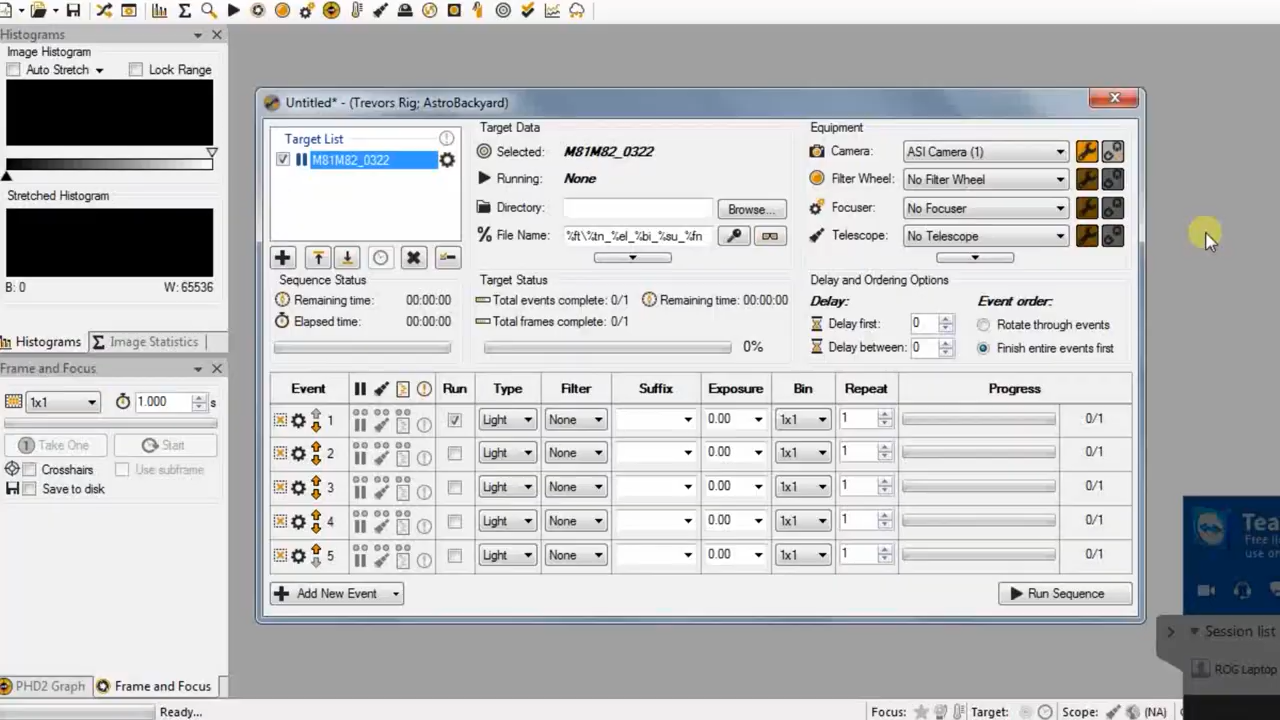 Histograms
Image Histogram
Auto Stretch
Lock Range
Stretched Histogram
B: 0
W: 65536
Histograms
Image Statistics
Frame and Focus
1x1
1.000
s
Take One
Start
Crosshairs
Use subframe
Save to disk
PHD2 Graph
Frame and Focus
Ready...
Untitled* - (Trevors Rig; AstroBackyard)
Target List
M81M82_0322
Target Data
Selected: M81M82_0322
Running: None
Directory:
Browse...
File Name: %ft\%tn_%el_%bi_%su_%fn
Equipment
Camera: ASI Camera (1)
Filter Wheel: No Filter Wheel
Focuser: No Focuser
Telescope: No Telescope
Sequence Status
Remaining time: 00:00:00
Elapsed time: 00:00:00
Target Status
Total events complete: 0/1
Remaining time: 00:00:00
Total frames complete: 0/1
0%
Delay and Ordering Options
Delay:
Delay first: 0
Delay between: 0
Event order:
Rotate through events
Finish entire events first
Event Run Type Filter Suffix Exposure Bin Repeat Progress
1 Light None 0.00 1x1 1 0/1
2 Light None 0.00 1x1 1 0/1
3 Light None 0.00 1x1 1 0/1
4 Light None 0.00 1x1 1 0/1
5 Light None 0.00 1x1 1 0/1
Add New Event
Run Sequence
Tea
Free li
use on
Session list
ROG Laptop
Focus:
Target:
Scope:
(NA)